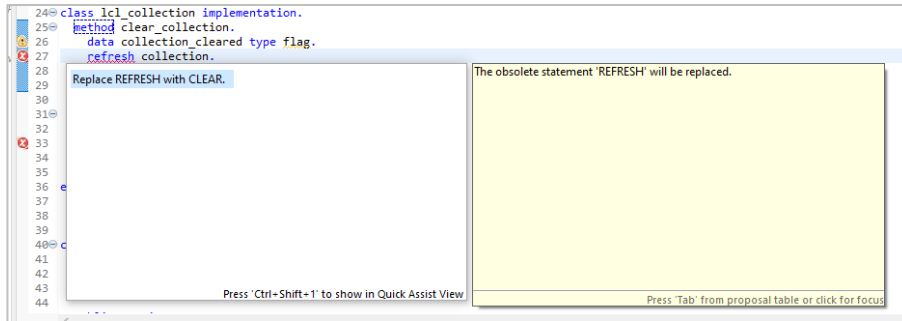 24 class lcl_collection implementation.
25 method clear_collection.
26 data collection_cleared type flag.
27 refresh collection.
28
Replace REFRESH with CLEAR.
The obsolete statement 'REFRESH' will be replaced.
29
30
31
32
33
34
35
36 e
37
38
39
40 c
41
42
43
Press 'Ctrl+Shift+1' to show in Quick Assist View
Press 'Tab' from proposal table or click for focus
44